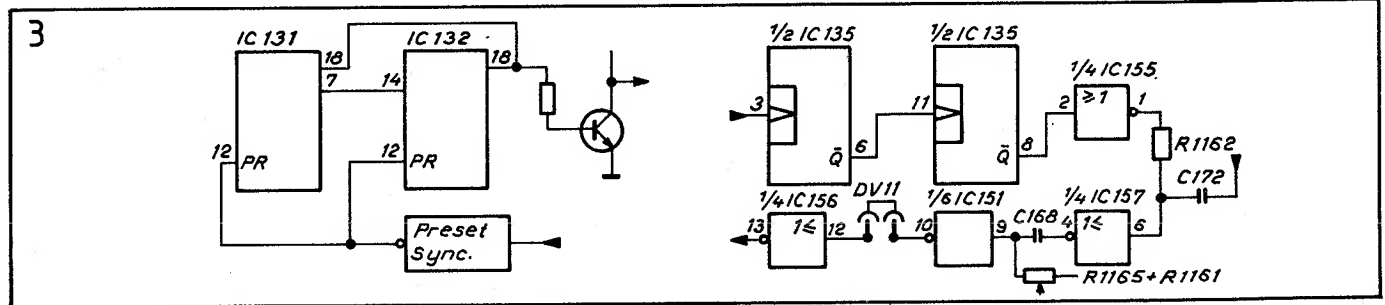 3
IC 131
IC 132
18
7
14
18
12
PR
12
PR
Preset
Sync.
1/2 IC 135
1/2 IC 135
1/4 IC 155
3
6
Q̄
11
8
Q̄
2
≥1
1
R1162
C172
1/4 IC 156
13
1≤
12
DV11
1/6 IC 151
10
9
C168
1/4 IC 157
4
1≤
6
R1165+R1161